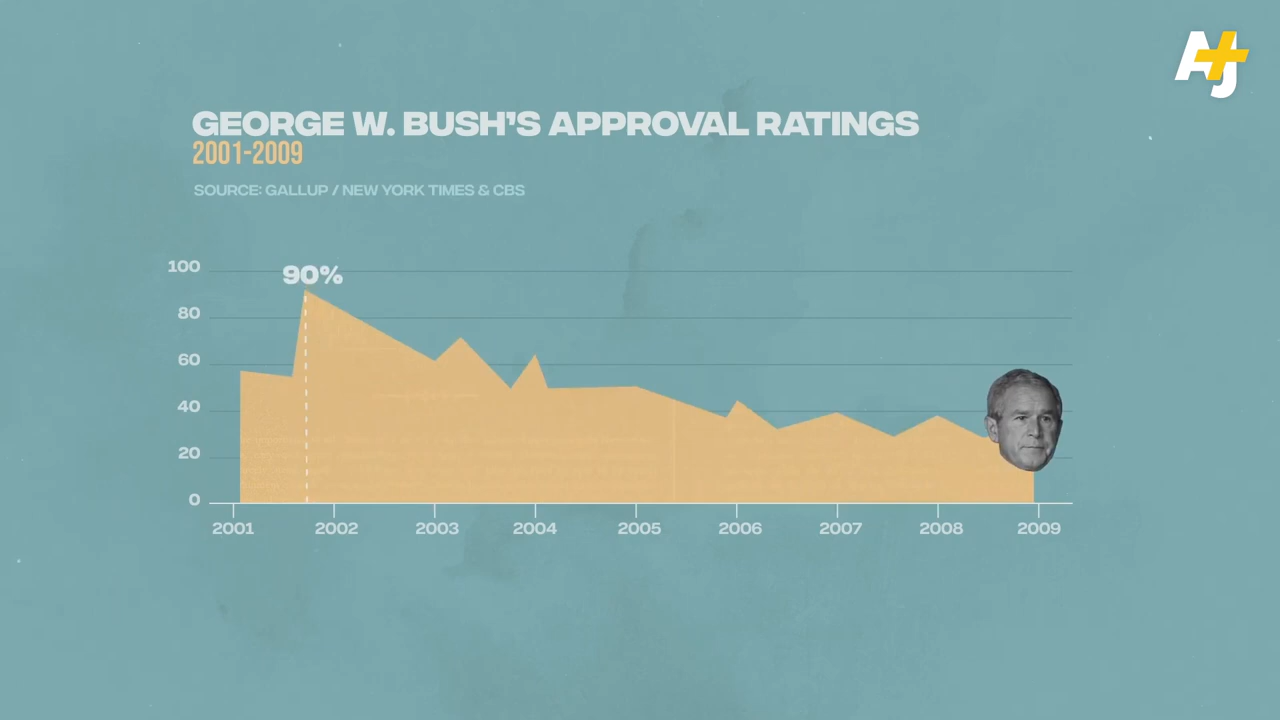 AJ+
GEORGE W. BUSH'S APPROVAL RATINGS
2001-2009
SOURCE: GALLUP / NEW YORK TIMES & CBS
100
90%
80
60
40
20
0
2001 2002 2003 2004 2005 2006 2007 2008 2009